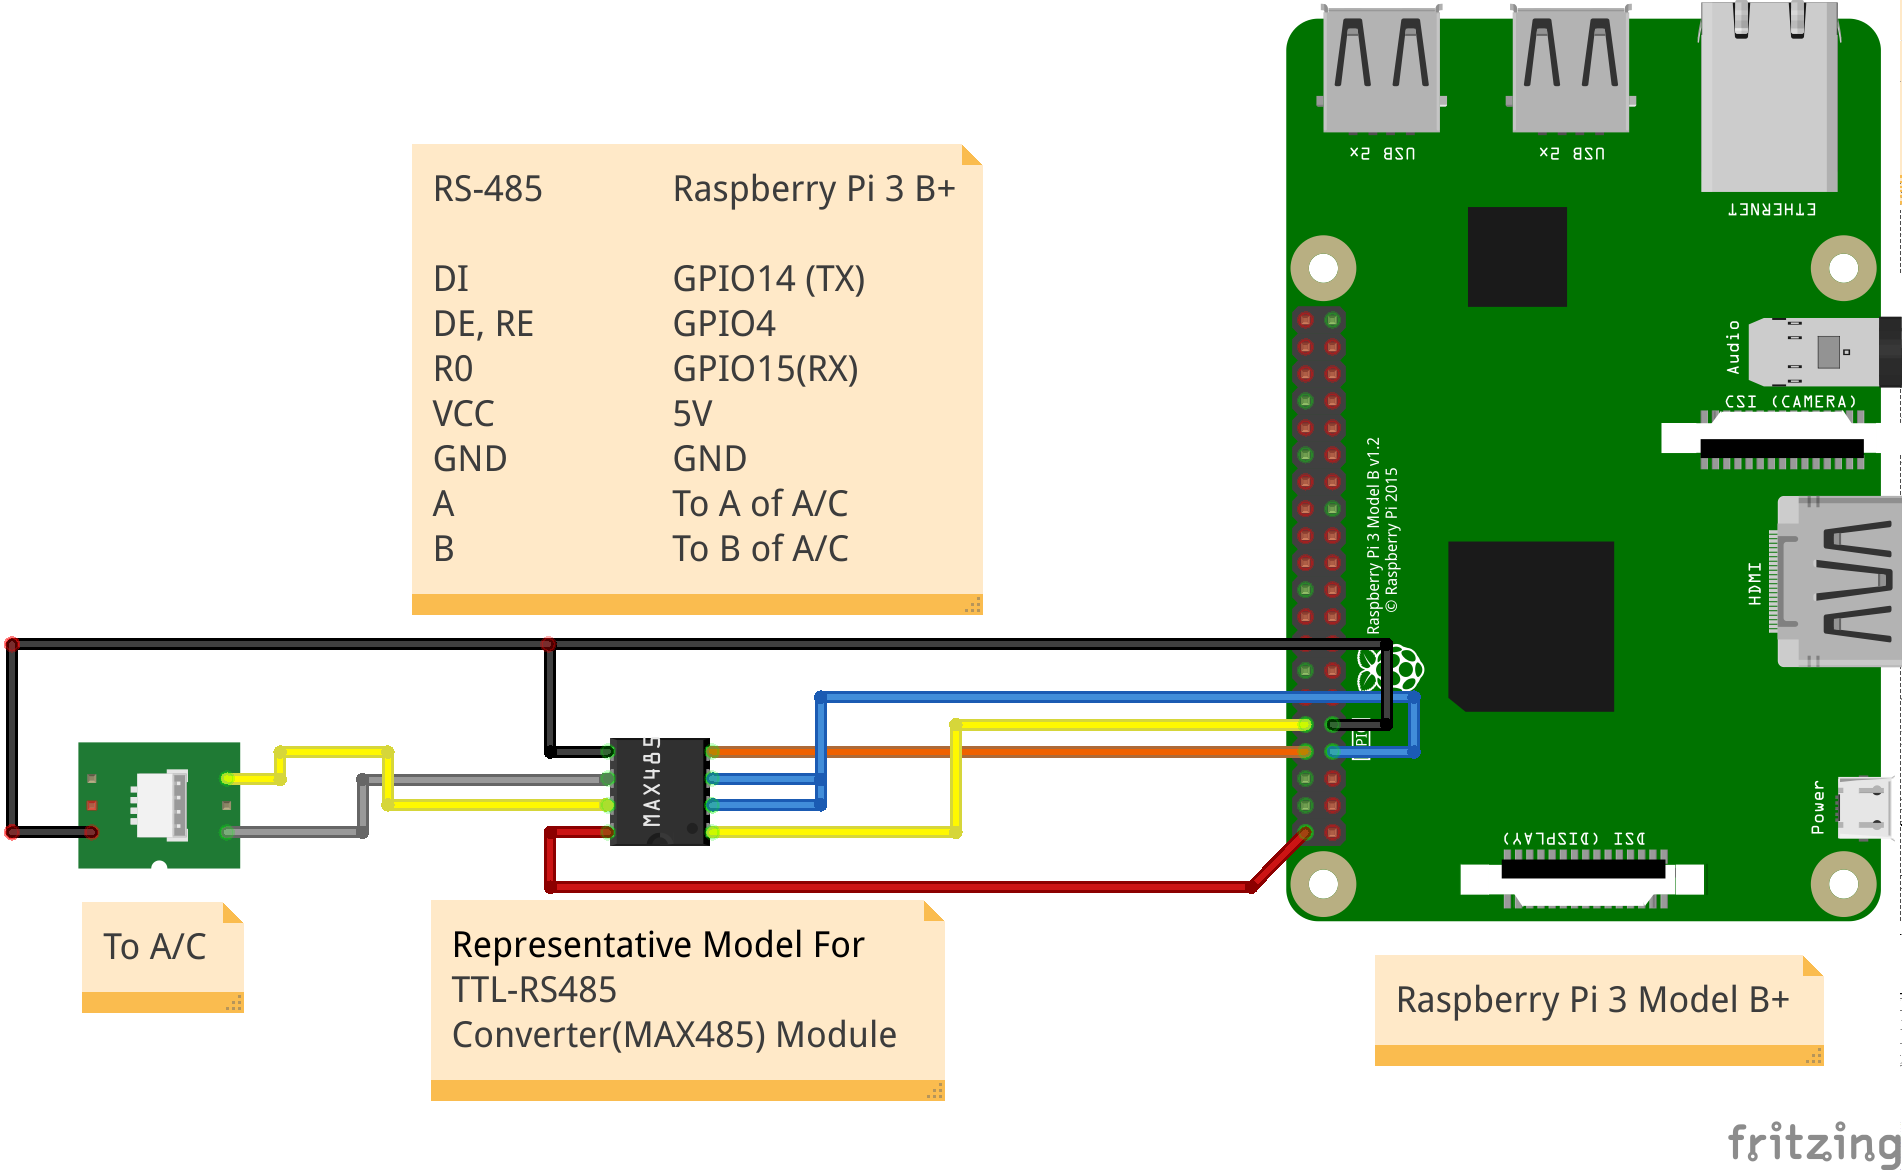 USB 2x
USB 2x
ETHERNET
RS-485 Raspberry Pi 3 B+
DI GPIO14 (TX)
DE, RE GPIO4
R0 GPIO15(RX)
VCC 5V
GND GND
A To A of A/C
B To B of A/C
Audio
CSI (CAMERA)
Raspberry Pi 3 Model B v1.2
© Raspberry Pi 2015
HDMI
MAX485
Power
DSI (DISPLAY)
To A/C
Representative Model For
TTL-RS485
Converter(MAX485) Module
Raspberry Pi 3 Model B+
fritzing